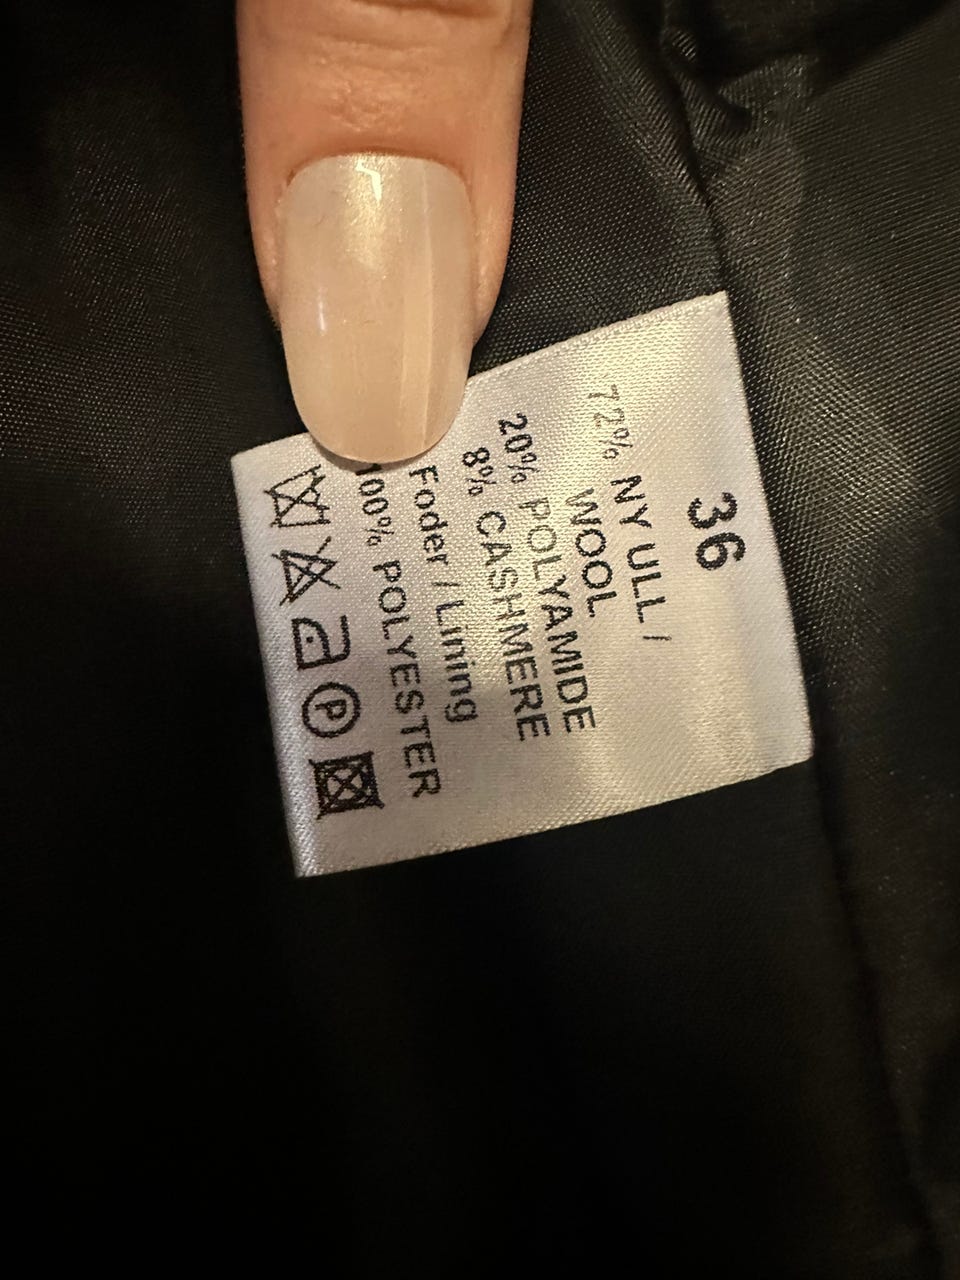 36
72% NY ULL /
WOOL
20% POLYAMIDE
8% CASHMERE
Foder / Lining
100% POLYESTER
P